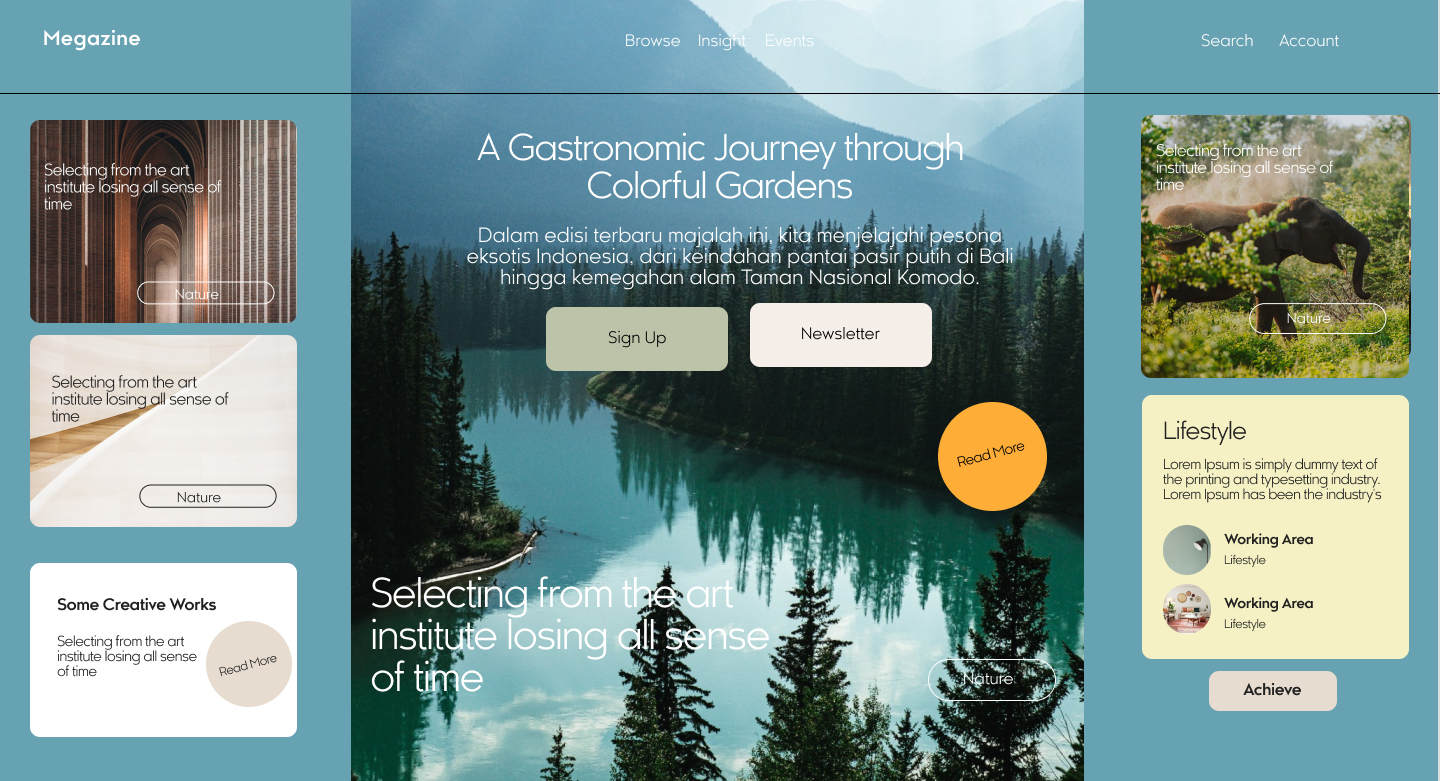 Megazine
Browse Insight Events
Search Account
Selecting from the art
institute losing all sense of
time
Nature
Selecting from the art
institute losing all sense of
time
Nature
Some Creative Works
Selecting from the art
institute losing all sense
of time
Read More
A Gastronomic Journey through
Colorful Gardens
Dalam edisi terbaru majalah ini, kita menjelajahi pesona
eksotis Indonesia, dari keindahan pantai pasir putih di Bali
hingga kemegahan alam Taman Nasional Komodo.
Sign Up
Newsletter
Read More
Selecting from the art
institute losing all sense
of time
Nature
Selecting from the art
institute losing all sense of
time
Nature
Lifestyle
Lorem Ipsum is simply dummy text of
the printing and typesetting industry.
Lorem Ipsum has been the industry's
Working Area
Lifestyle
Working Area
Lifestyle
Achieve